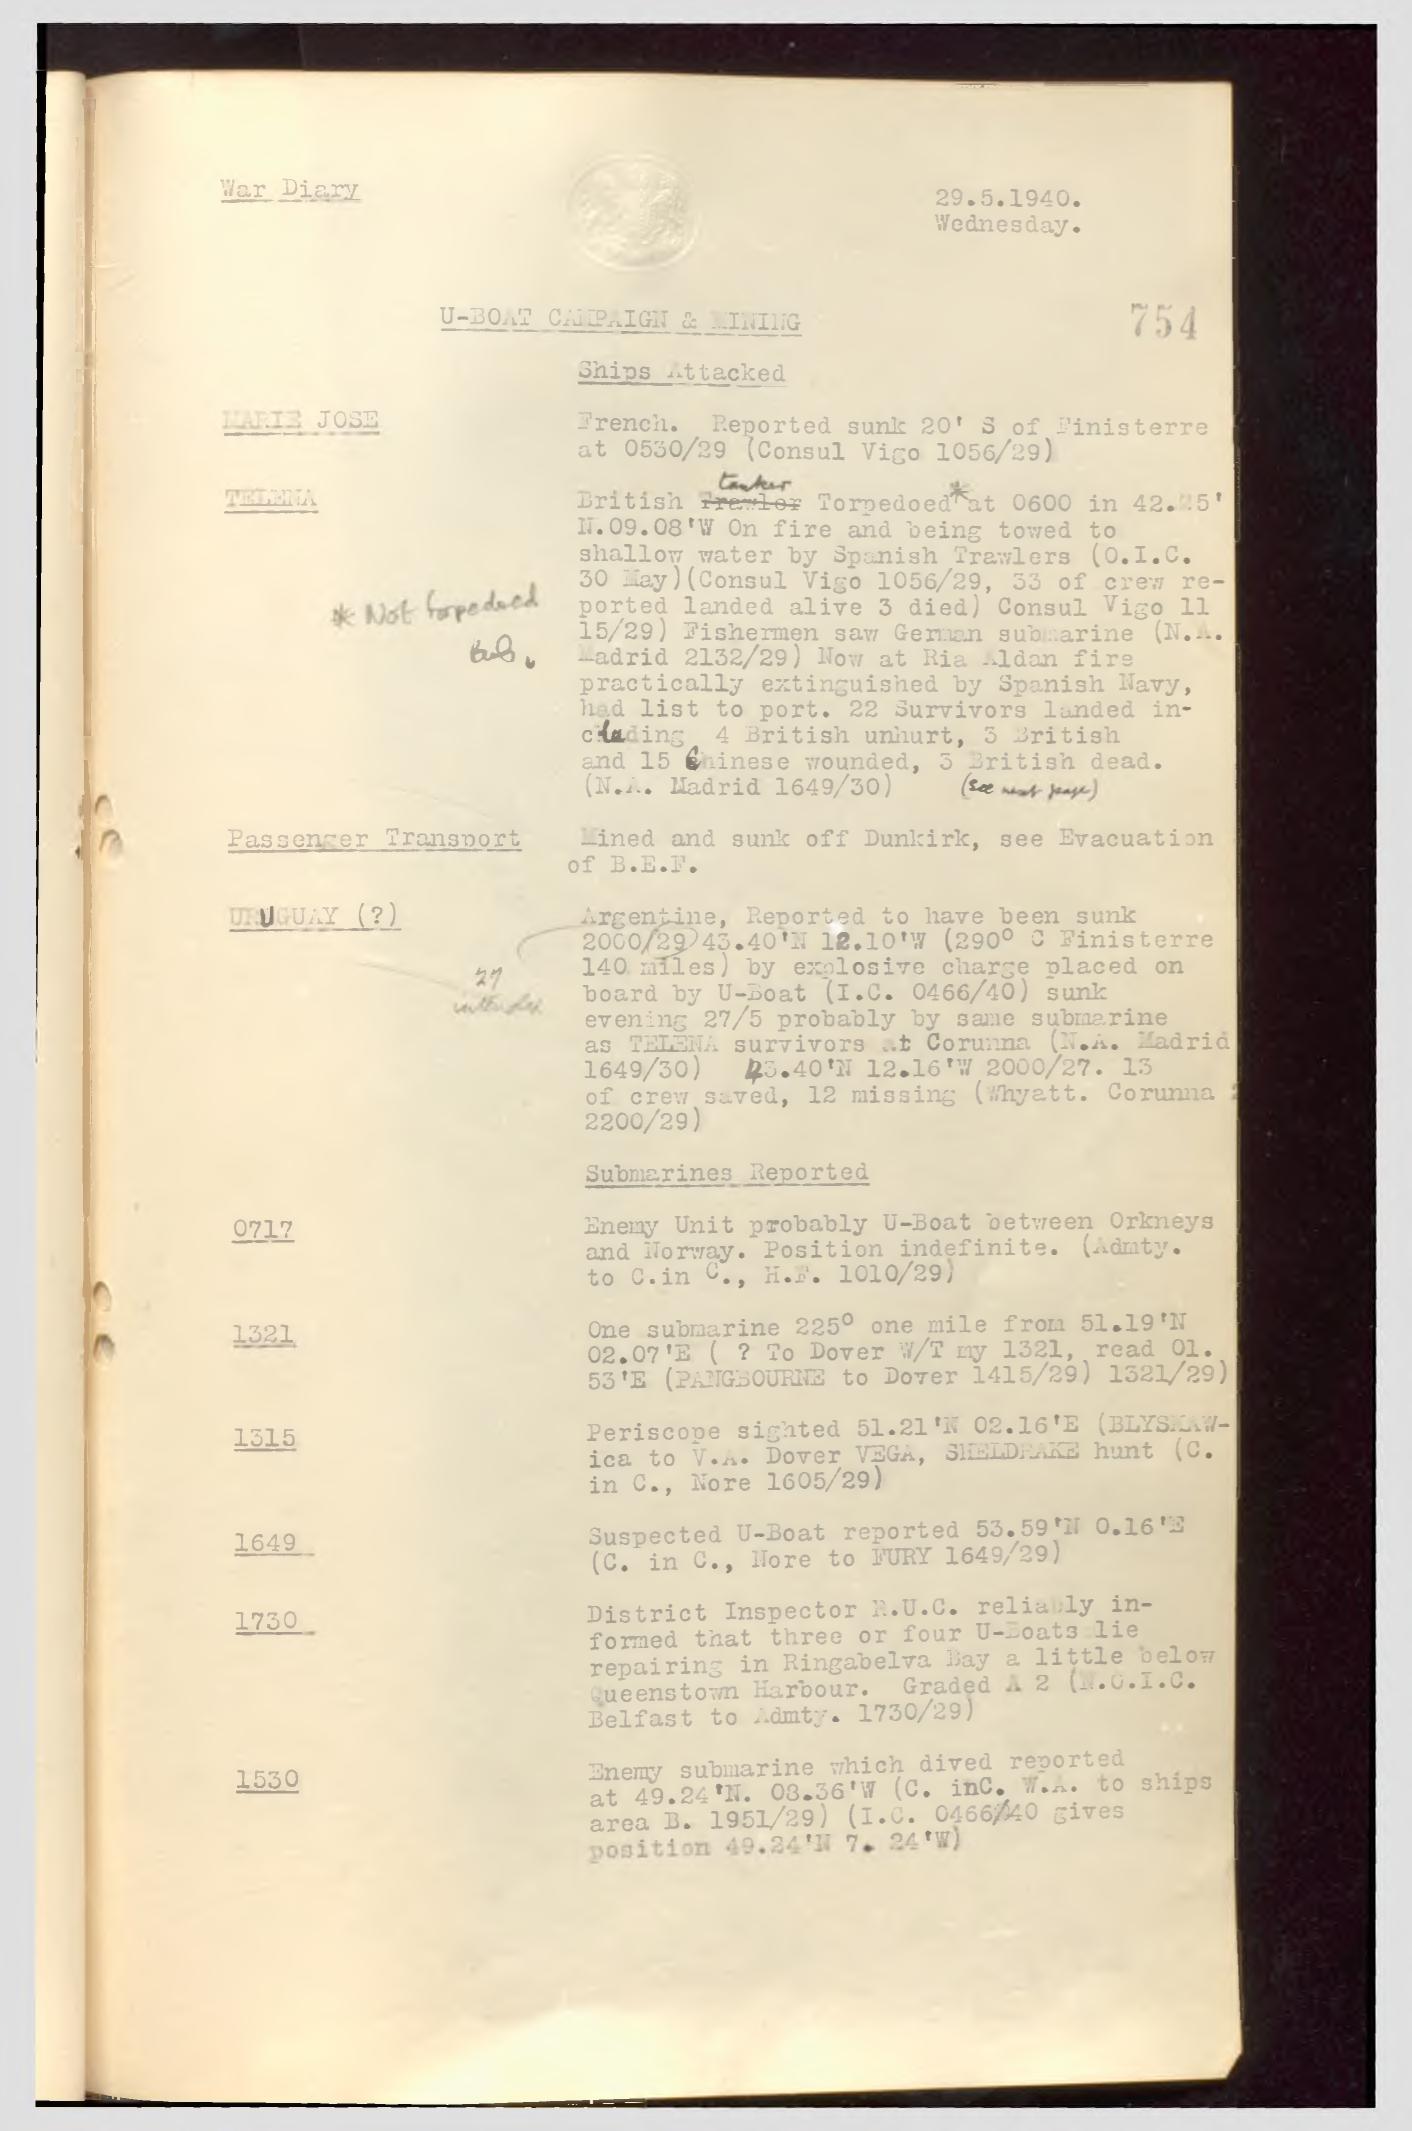 War Diary
29.5.1940.
Wednesday.
U-BOAT CAMPAIGN & MINING
754
Ships Attacked
MARIE JOSE
French. Reported sunk 20' S of Finisterre
at 0530/29 (Consul Vigo 1056/29)
TELENA
tanker
British Trawler Torpedoed * at 0600 in 42.25'
N.09.08'W On fire and being towed to
shallow water by Spanish Trawlers (O.I.C.
30 May)(Consul Vigo 1056/29, 33 of crew re-
ported landed alive 3 died) Consul Vigo 11
15/29) Fishermen saw German submarine (N.A.
Madrid 2132/29) Now at Ria Aldan fire
practically extinguished by Spanish Navy,
had list to port. 22 Survivors landed in-
cluding 4 British unhurt, 3 British
and 15 Chinese wounded, 3 British dead.
(N.A. Madrid 1649/30) (see next page)
* Not torpedoed
Passenger Transport
Mined and sunk off Dunkirk, see Evacuation
of B.E.F.
URUGUAY (?)
Argentine, Reported to have been sunk
2000/29 43.40'N 12.10'W (290° C Finisterre
140 miles) by explosive charge placed on
board by U-Boat (I.C. 0466/40) sunk
evening 27/5 probably by same submarine
as TELENA survivors at Corunna (N.A. Madrid
1649/30) 43.40'N 12.16'W 2000/27. 13
of crew saved, 12 missing (Whyatt. Corunna
2200/29)
27
Submarines Reported
0717
Enemy Unit probably U-Boat between Orkneys
and Norway. Position indefinite. (Admty.
to C.in C., H.F. 1010/29)
1321
One submarine 225° one mile from 51.19'N
02.07'E ( ? To Dover W/T my 1321, read 01.
53'E (PANGBOURNE to Dover 1415/29) 1321/29)
1315
Periscope sighted 51.21'N 02.16'E (BLYSKAW-
ica to V.A. Dover VEGA, SHELDRAKE hunt (C.
in C., Nore 1605/29)
1649
Suspected U-Boat reported 53.59'N 0.16'E
(C. in C., Nore to FURY 1649/29)
1730
District Inspector R.U.C. reliably in-
formed that three or four U-Boats lie
repairing in Ringabelva Bay a little below
Queenstown Harbour. Graded A 2 (N.O.I.C.
Belfast to Admty. 1730/29)
1530
Enemy submarine which dived reported
at 49.24'N. 08.36'W (C. inC. W.A. to ships
area B. 1951/29) (I.C. 0466/40 gives
position 49.24'N 7. 24'W)